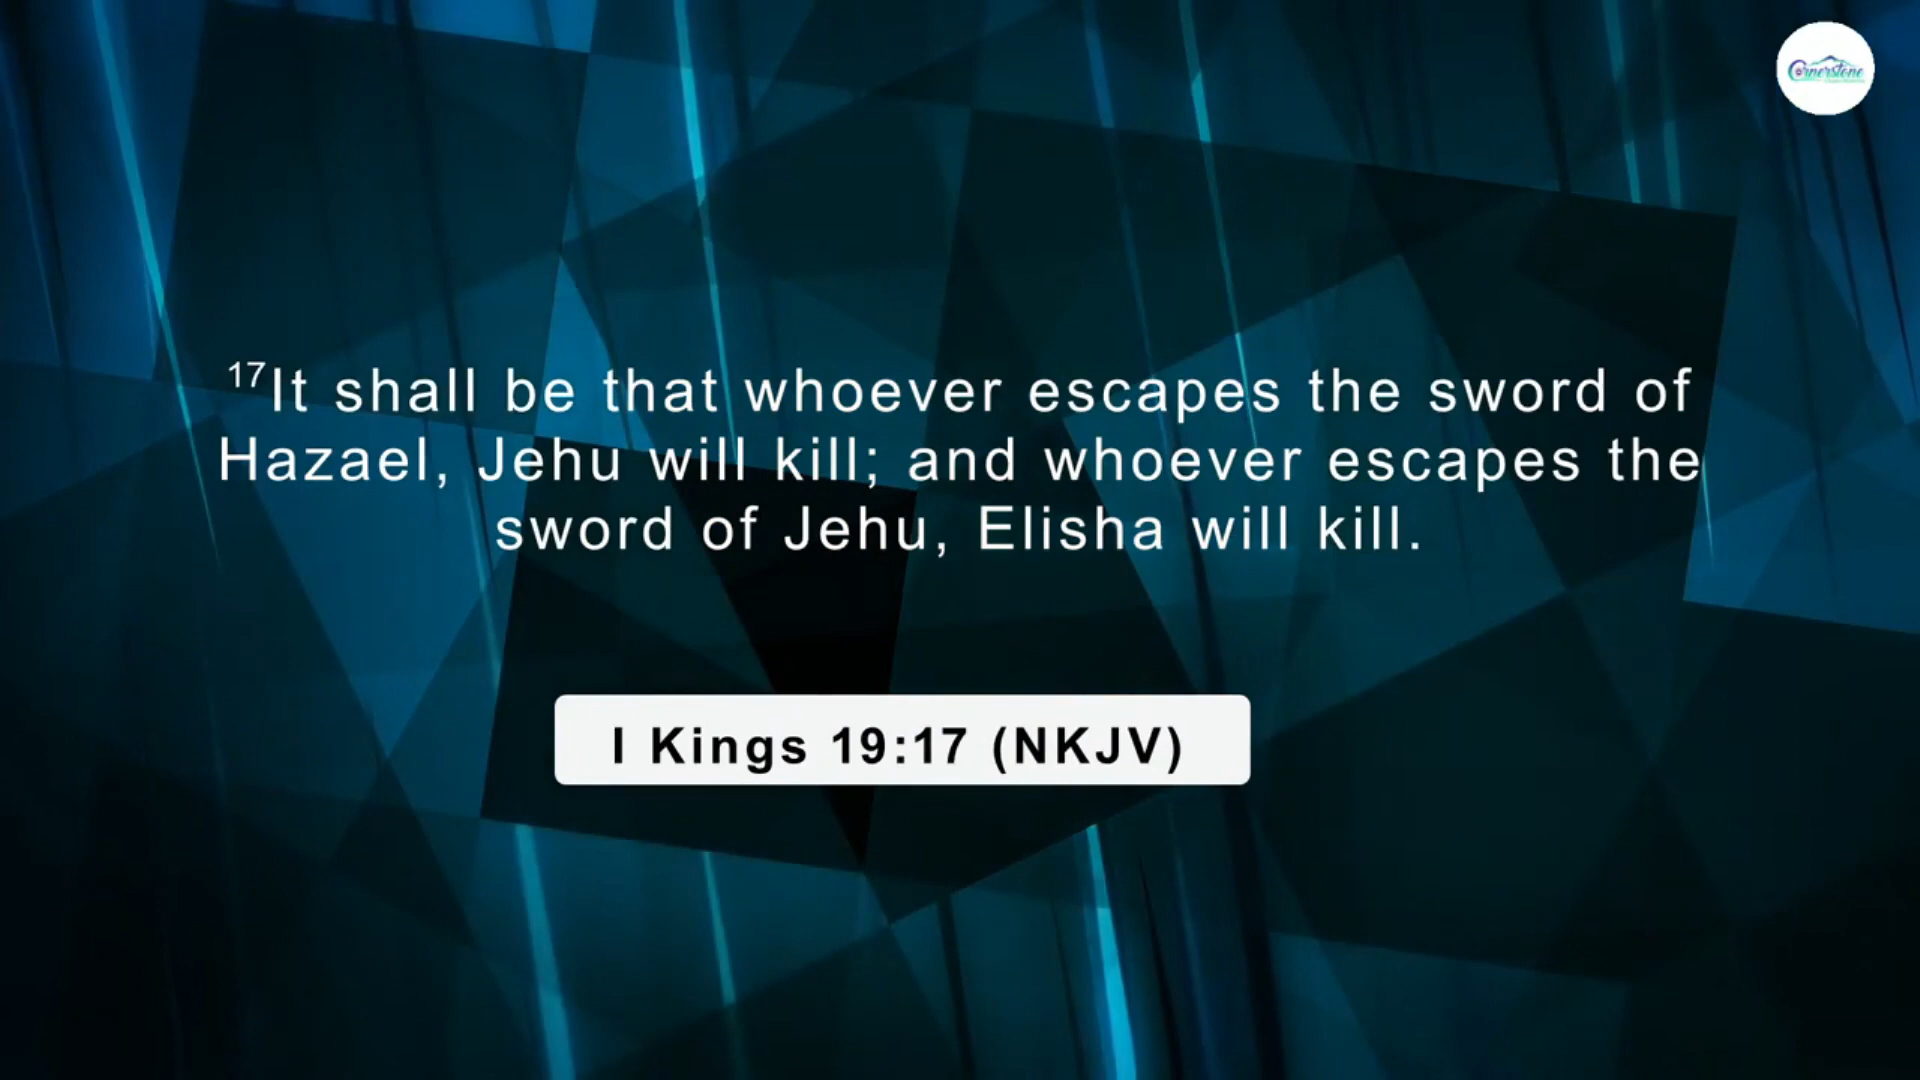 Cornerstone
17It shall be that whoever escapes the sword of
Hazael, Jehu will kill; and whoever escapes the
sword of Jehu, Elisha will kill.
I Kings 19:17 (NKJV)